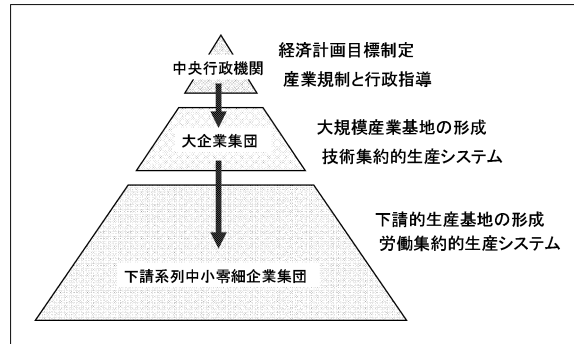 経済計画目標制定
中央行政機関
産業規制と行政指導
大規模産業基地の形成
大企業集団
技術集約的生産システム
下請的生産基地の形成
労働集約的生産システム
下請系列中小零細企業集団